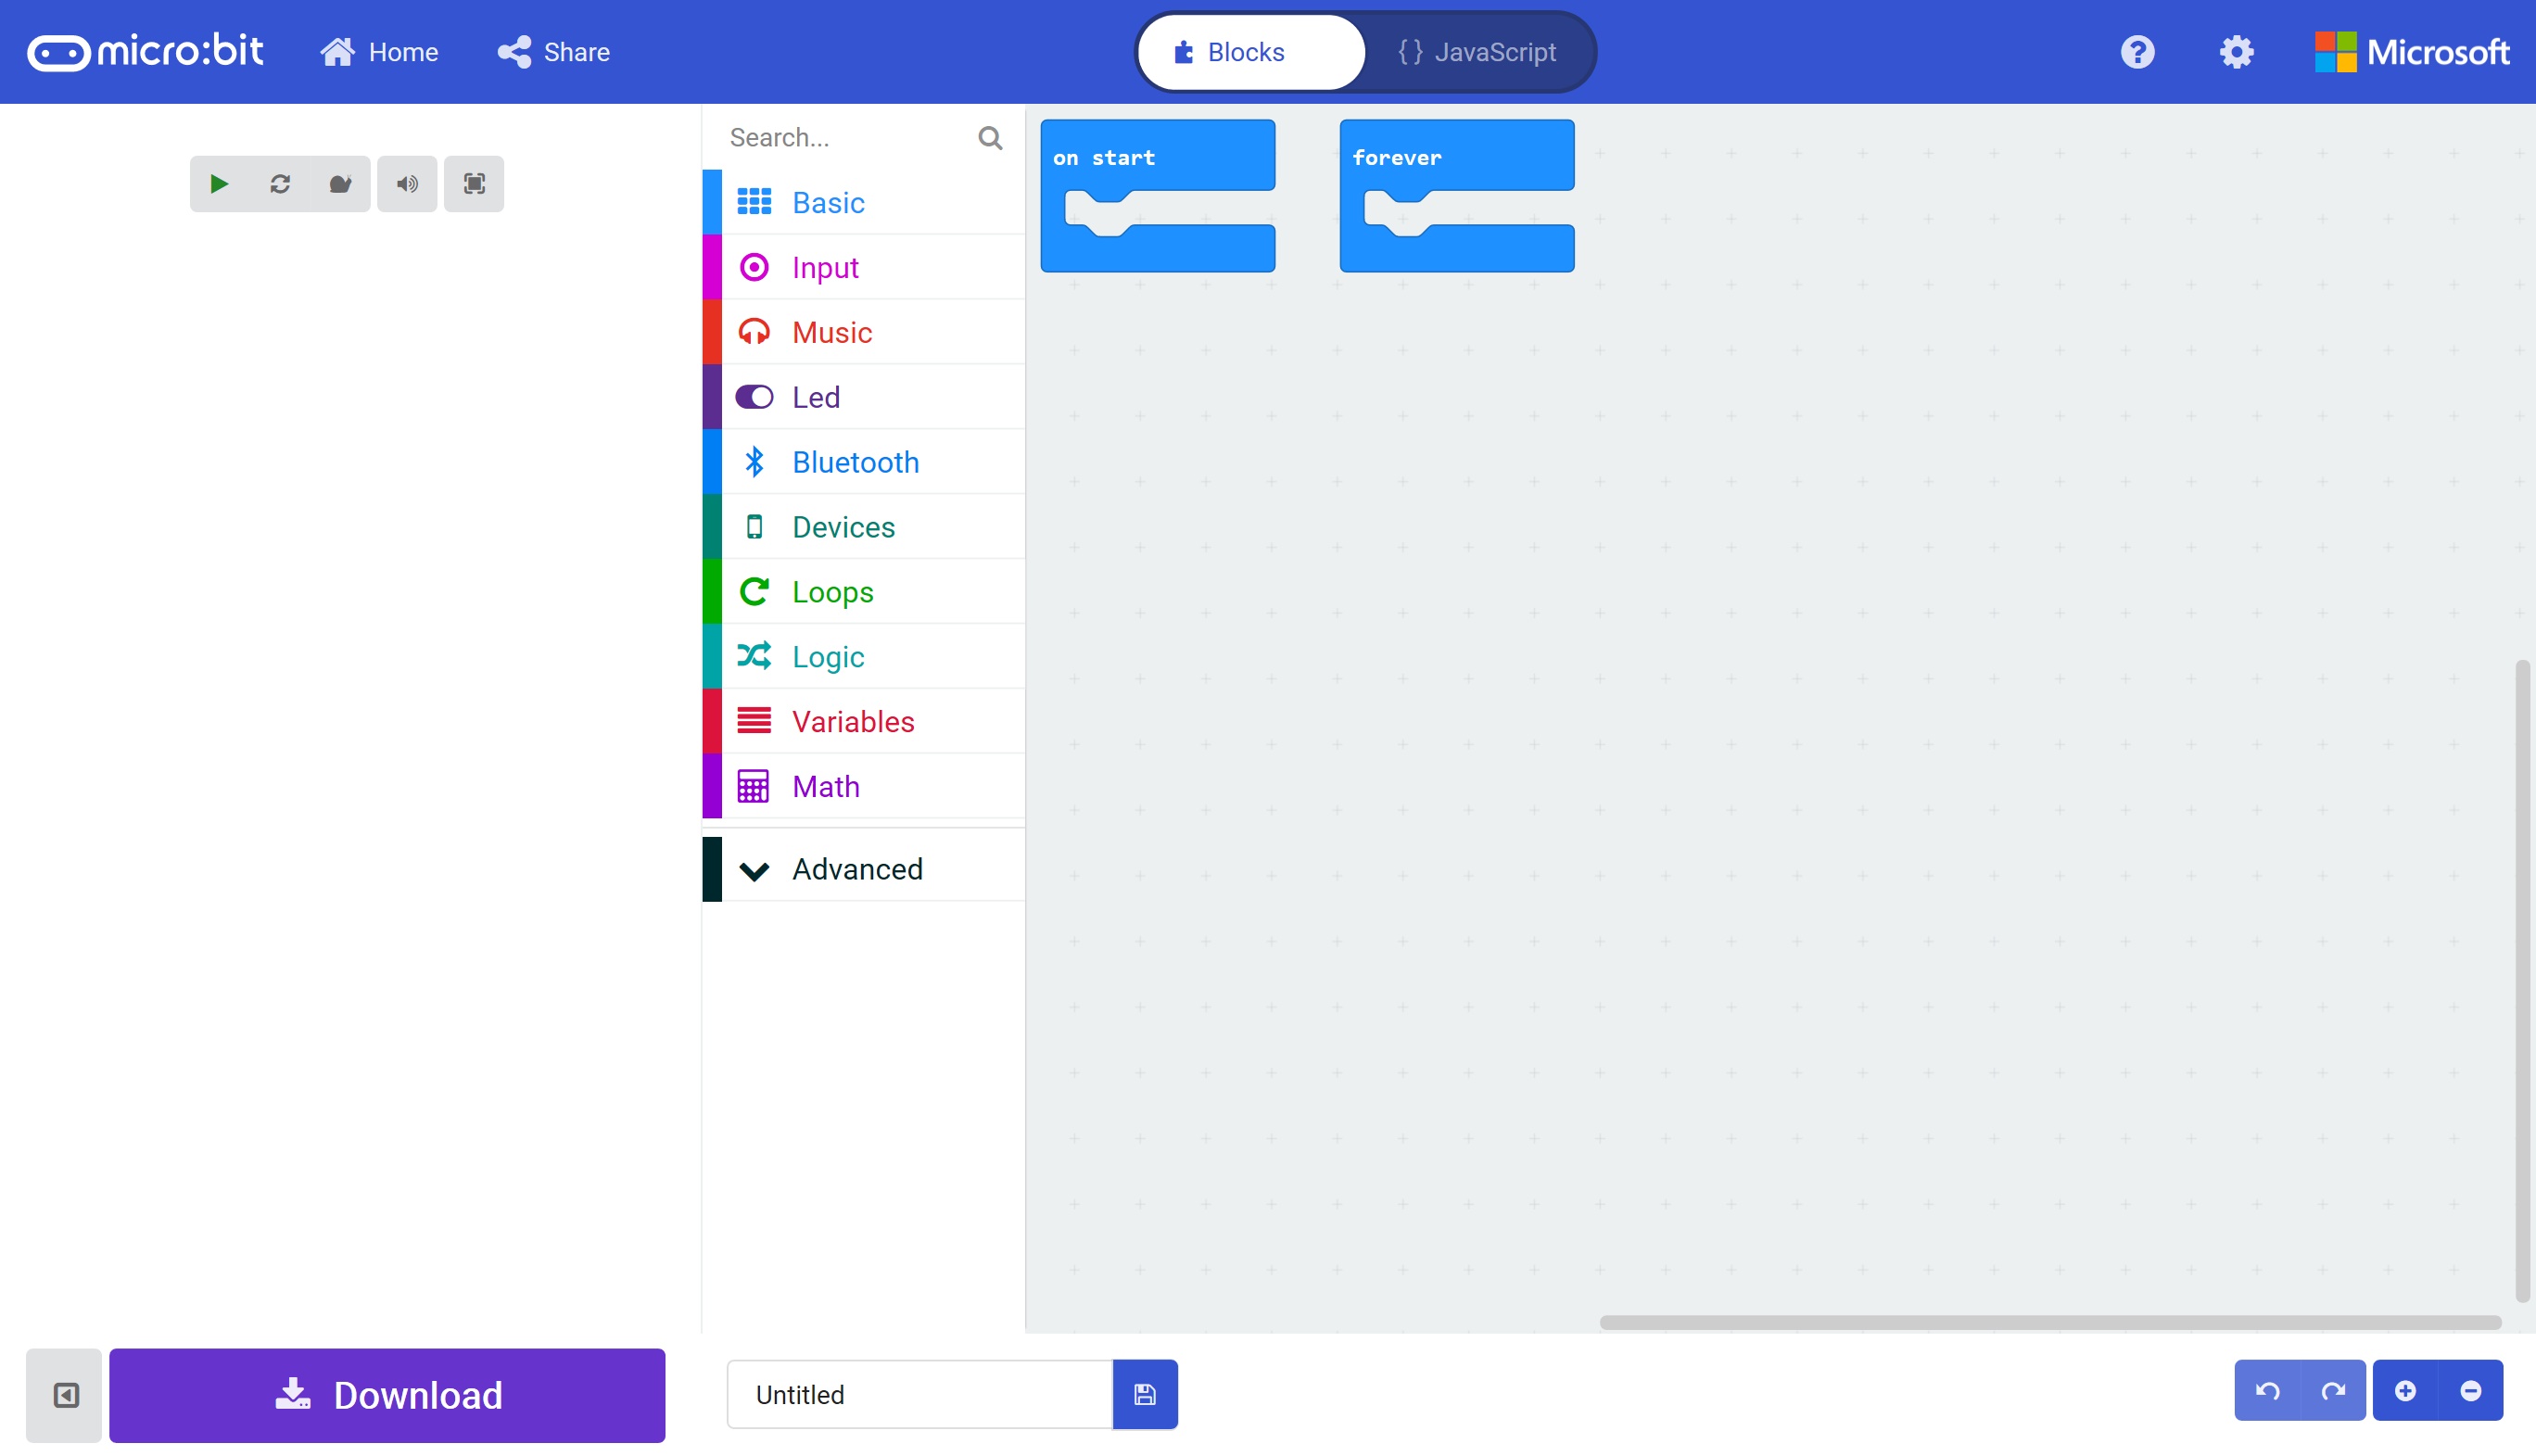 micro:bit Home Share Blocks { } JavaScript ? Microsoft
Search...
Basic
Input
Music
Led
Bluetooth
Devices
Loops
Logic
Variables
Math
Advanced
on start
forever
Download
Untitled